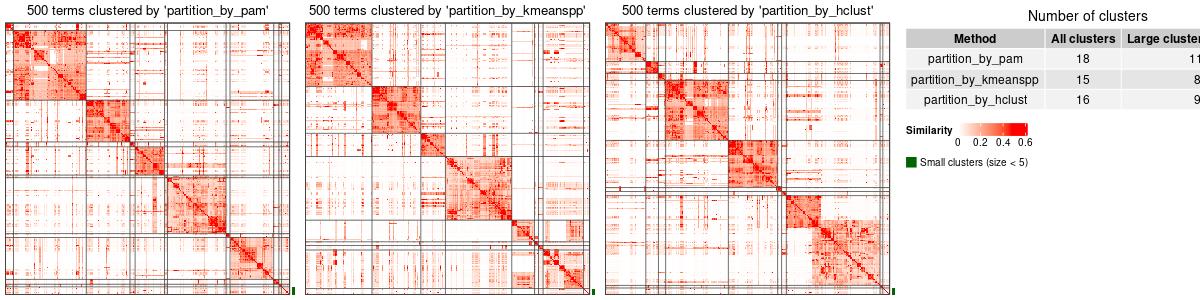 500 terms clustered by 'partition_by_pam'
500 terms clustered by 'partition_by_kmeanspp'
500 terms clustered by 'partition_by_hclust'
Number of clusters
Method All clusters Large cluster
partition_by_pam 18 11
partition_by_kmeanspp 15 8
partition_by_hclust 16 9
Similarity
0 0.2 0.4 0.6
Small clusters (size < 5)